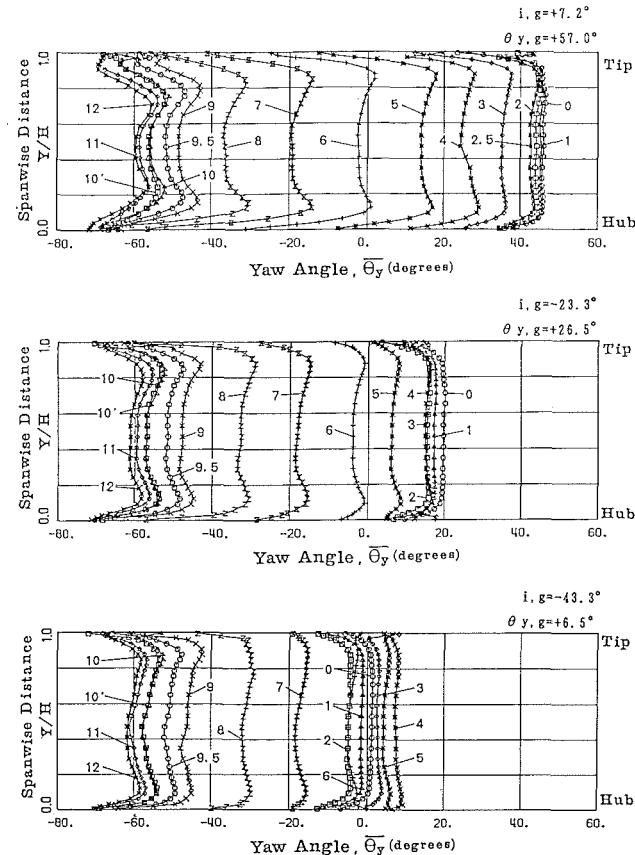 i, g=+7.2°
θ y, g=+57.0°
1.0
Tip
12
9
7
5
3
2
0
11
9.5
8
6
4
2.5
1
10'
10
Spanwise Distance
Y/H
0.0
Hub
-80. -60. -40. -20. 0. 20. 40. 60.
Yaw Angle, Θy (degrees)
i, g=-23.3°
θ y, g=+26.5°
1.0
Tip
10
8
7
5
4
0
10'
9
6
3
1
11
9.5
12
2
Spanwise Distance
Y/H
0.0
Hub
-80. -60. -40. -20. 0. 20. 40. 60.
Yaw Angle, Θy (degrees)
i, g=-43.3°
θ y, g=+6.5°
1.0
Tip
10
0
10'
9
7
3
1
4
11
8
2
9.5
5
12
6
Spanwise Distance
Y/H
0.0
Hub
-80. -60. -40. -20. 0. 20. 40. 60.
Yaw Angle, Θy (degrees)